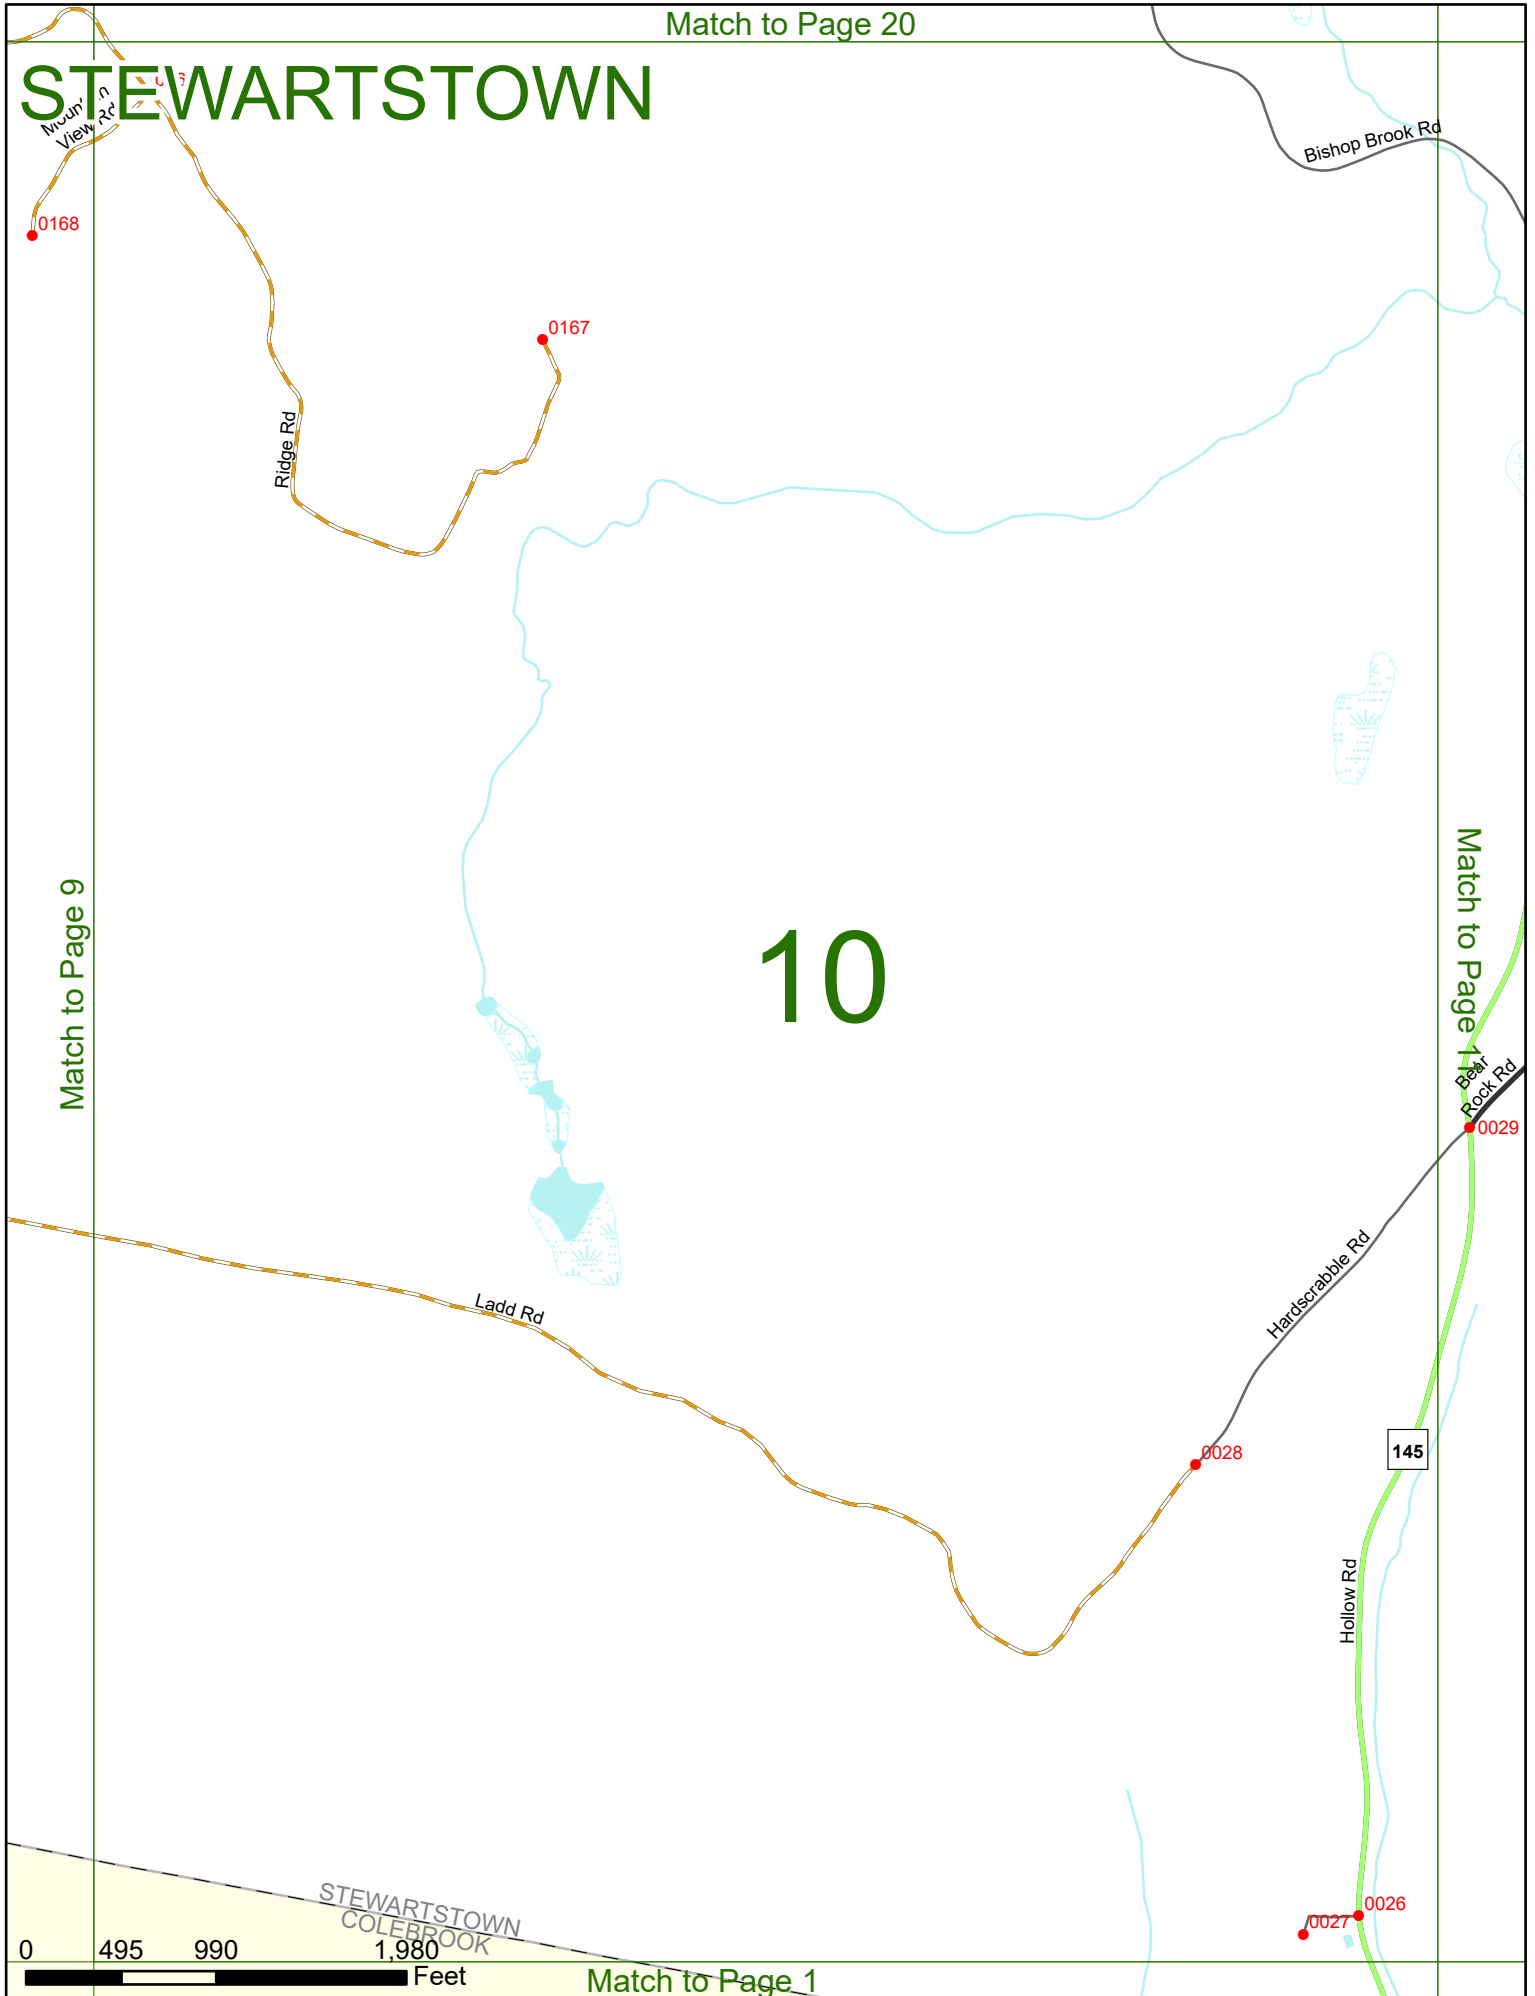 Match to Page 20
STEWARTSTOWN
View Rd
Bishop Brook Rd
0168
0167
Ridge Rd
Match to Page 9
10
Match to Page
Bear
Rock Rd
0029
Hardscrabble Rd
Ladd Rd
0028
145
Hollow Rd
STEWARTSTOWN
COLEBROOK
0026
0027
0 495 990 1,980
Feet
Match to Page 1